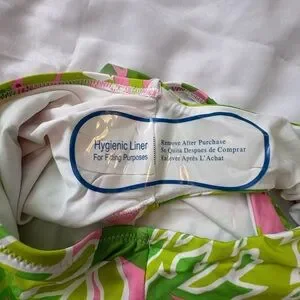 Hygienic Liner
For Fitting Purposes
Remove After Purchase
Se Quita Despues de Comprar
Enlever Après L'Achat